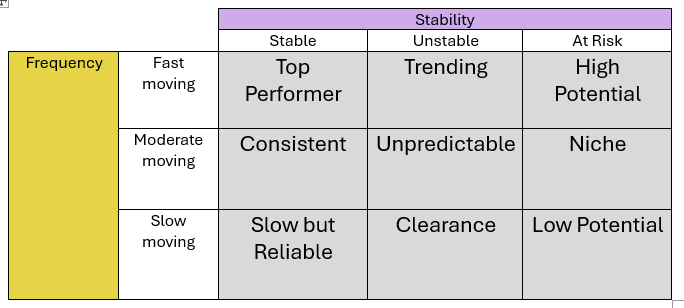 Stability
Stable Unstable At Risk
Frequency Fast Top Trending High
moving Performer Potential
Moderate Consistent Unpredictable Niche
moving
Slow Slow but Clearance Low Potential
moving Reliable